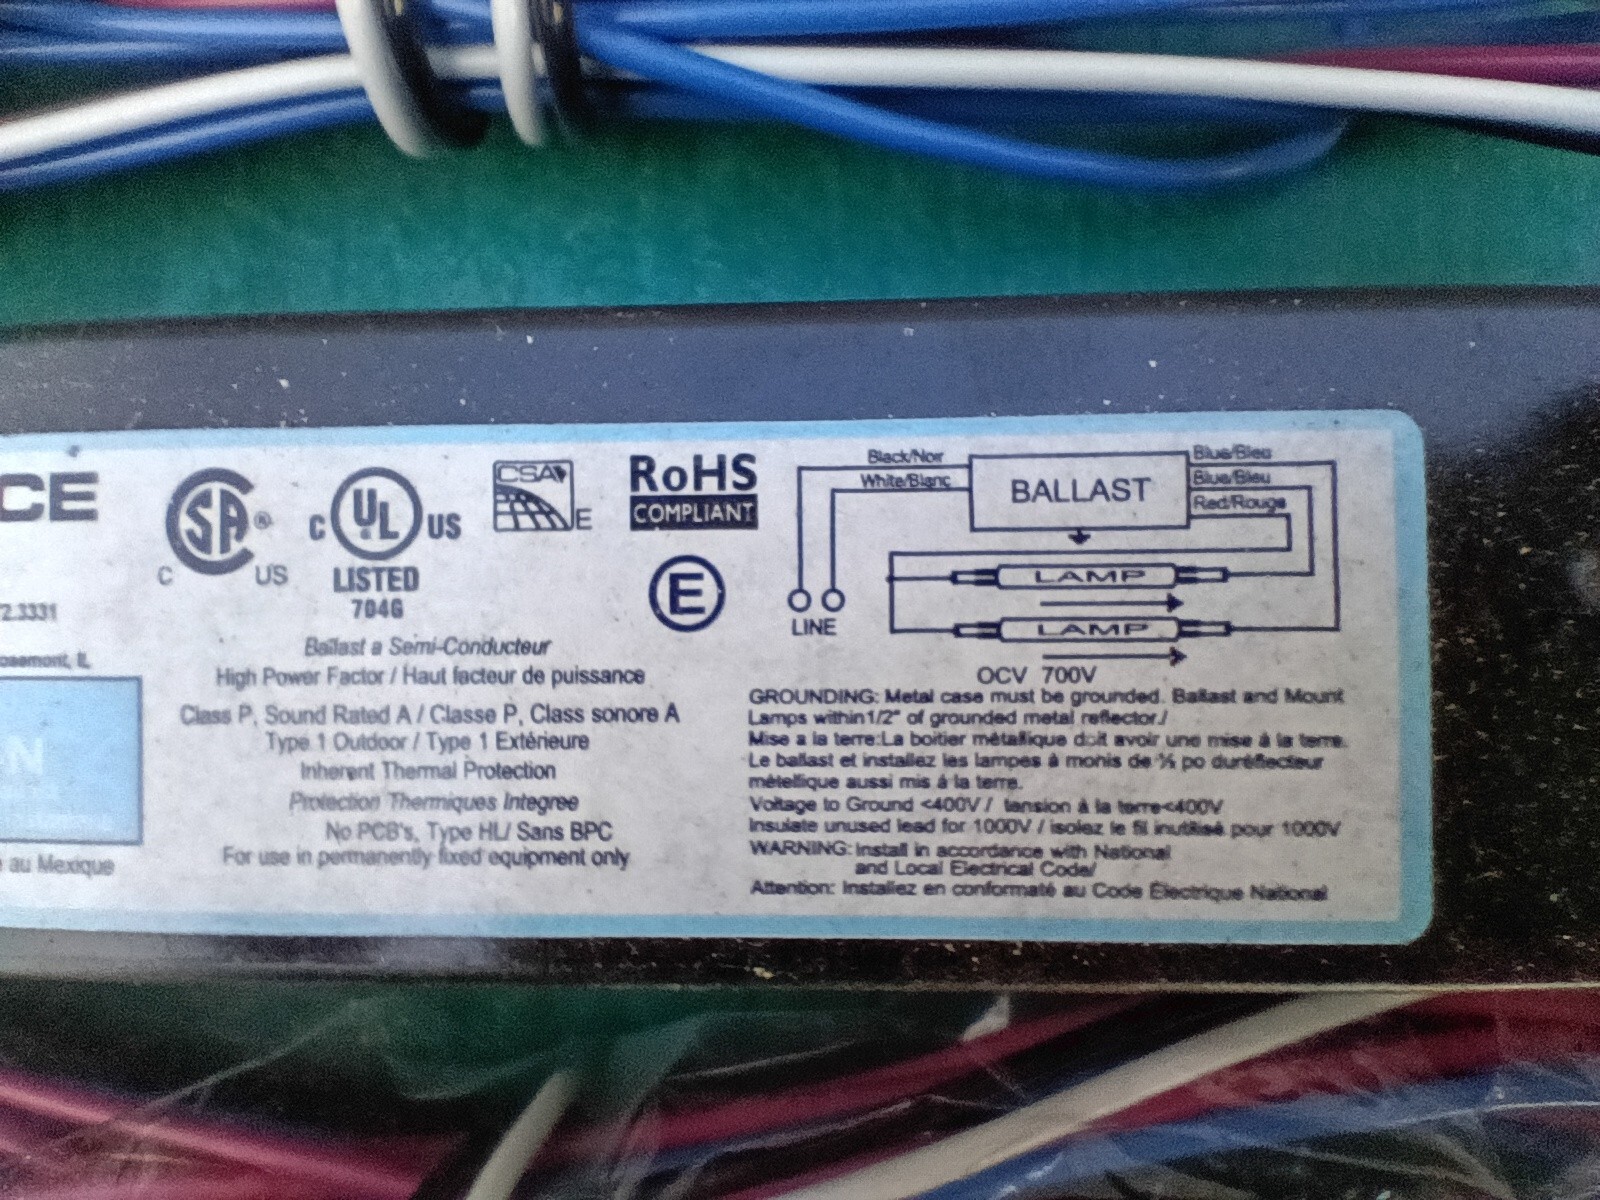 CE
2.3331
osemont, IL
N
au Mexique
SA ®
C US
C UL US
LISTED
704G
CSA
E
RoHS
COMPLIANT
E
Ballast a Semi-Conducteur
High Power Factor / Haut facteur de puissance
Class P, Sound Rated A / Classe P, Class sonore A
Type 1 Outdoor / Type 1 Extérieure
Inherent Thermal Protection
Protection Thermiques Integree
No PCB's, Type HL/ Sans BPC
For use in permanently fixed equipment only
Black/Noir
White/Blanc
BALLAST
Blue/Bleu
Blue/Bleu
Red/Rouge
LAMP
LAMP
LINE
OCV 700V
GROUNDING: Metal case must be grounded. Ballast and Mount
Lamps within 1/2" of grounded metal reflector./
Mise a la terre:La boitier métallique doit avoir une mise á la terre.
Le ballast et installez les lampes á monis de ½ po duréflecteur
métellique aussi mis á la terre.
Voltage to Ground <400V / tension á la terre<400V
Insulate unused lead for 1000V / isolez le fil inutilisé pour 1000V
WARNING: Install in accordance with National
and Local Electrical Code/
Attention: Installez en conformaté au Code Électrique National